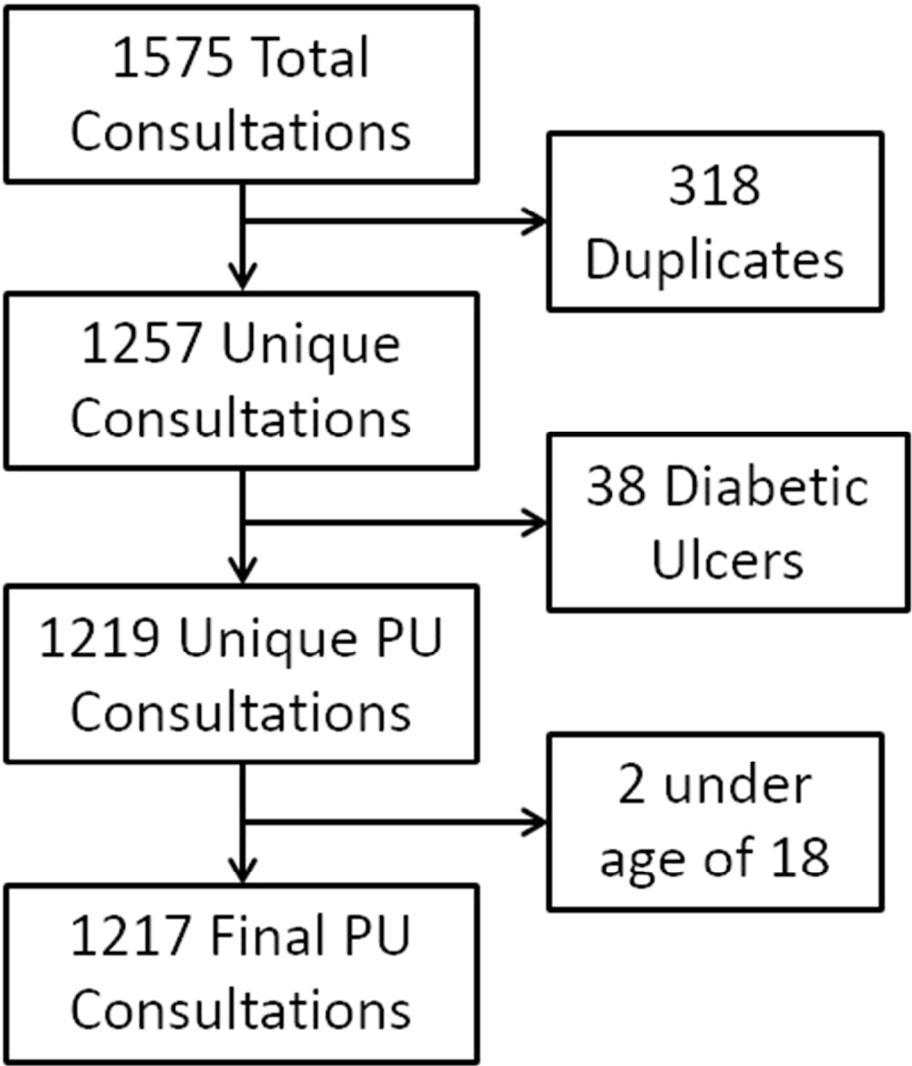 1575 Total
Consultations
318
Duplicates
1257 Unique
Consultations
38 Diabetic
Ulcers
1219 Unique PU
Consultations
2 under
age of 18
1217 Final PU
Consultations